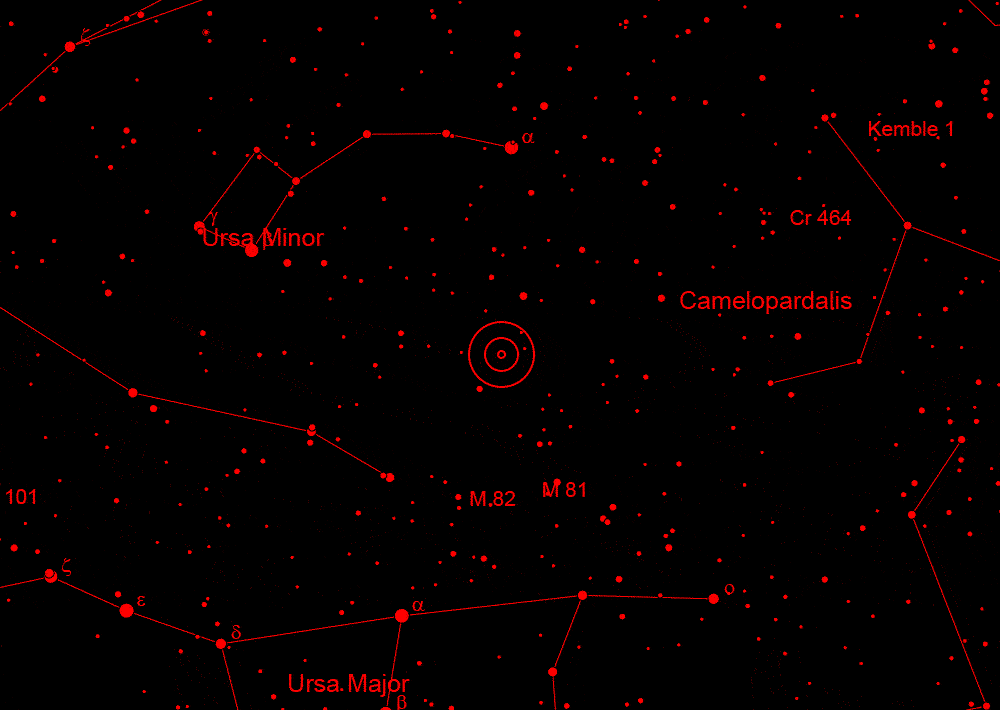 ζ
Kemble 1
α
γ
Cr 464
Ursa Minor
β
Camelopardalis
101
M 82
M 81
ζ
ε
α
ο
δ
Ursa Major
β